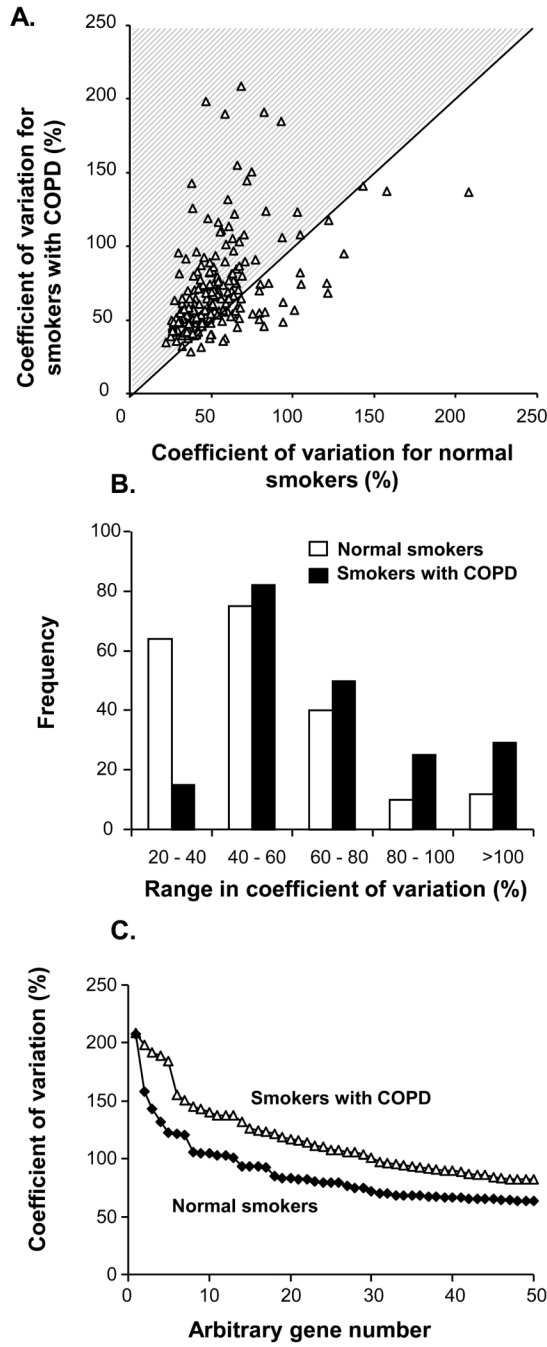 A.
250
200
150
100
50
0
Coefficient of variation for
smokers with COPD (%)
0 50 100 150 200 250
Coefficient of variation for normal
smokers (%)
B.
100
80
60
40
20
0
Frequency
Normal smokers
Smokers with COPD
20 - 40 40 - 60 60 - 80 80 - 100 >100
Range in coefficient of variation (%)
C.
250
200
150
100
50
0
Coefficient of variation (%)
Smokers with COPD
Normal smokers
0 10 20 30 40 50
Arbitrary gene number